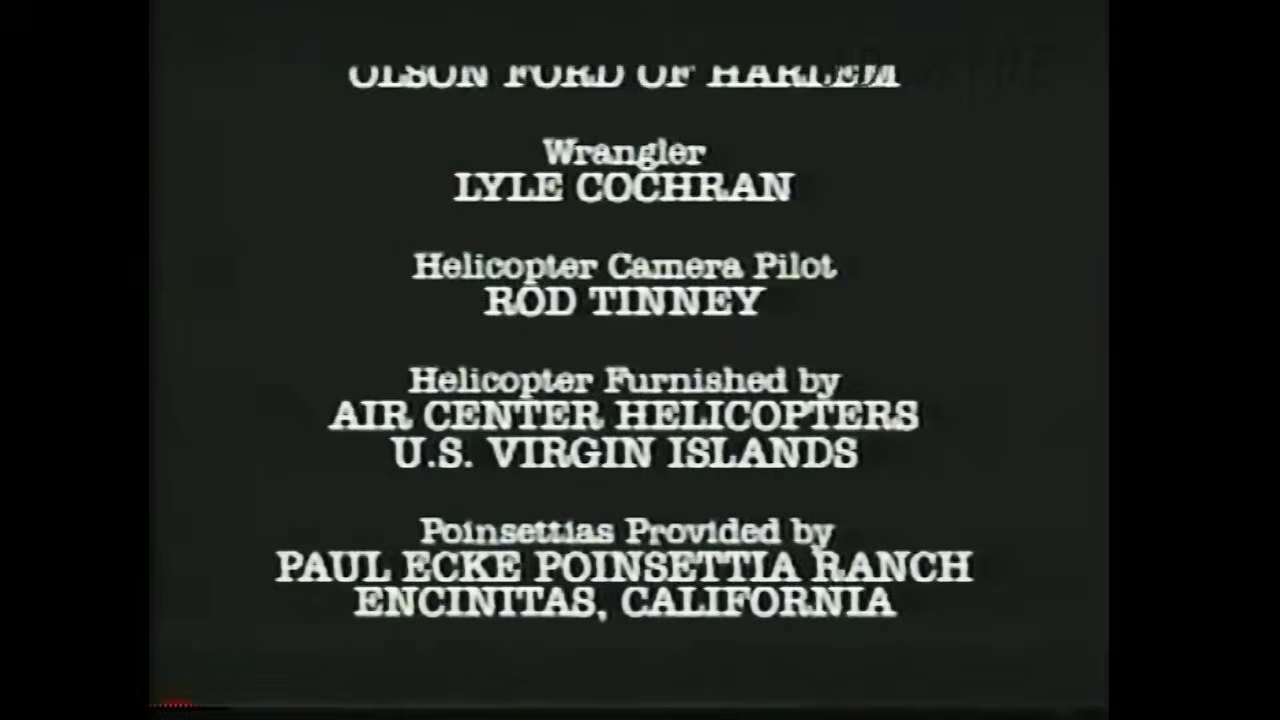 OLSON FORD OF HARLEM
Wrangler
LYLE COCHRAN
Helicopter Camera Pilot
ROD TINNEY
Helicopter Furnished by
AIR CENTER HELICOPTERS
U.S. VIRGIN ISLANDS
Poinsettias Provided by
PAUL ECKE POINSETTIA RANCH
ENCINITAS, CALIFORNIA